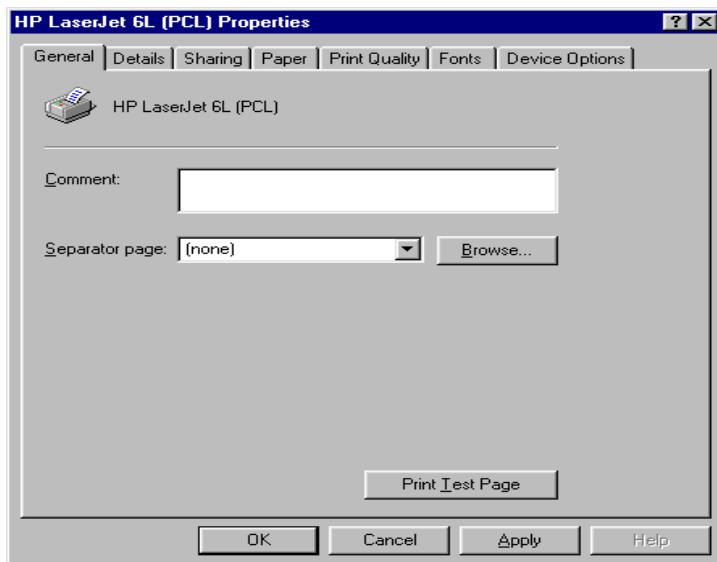 HP LaserJet 6L (PCL) Properties
General Details Sharing Paper Print Quality Fonts Device Options
HP LaserJet 6L (PCL)
Comment:
Separator page: (none) Browse...
Print Test Page
OK Cancel Apply Help